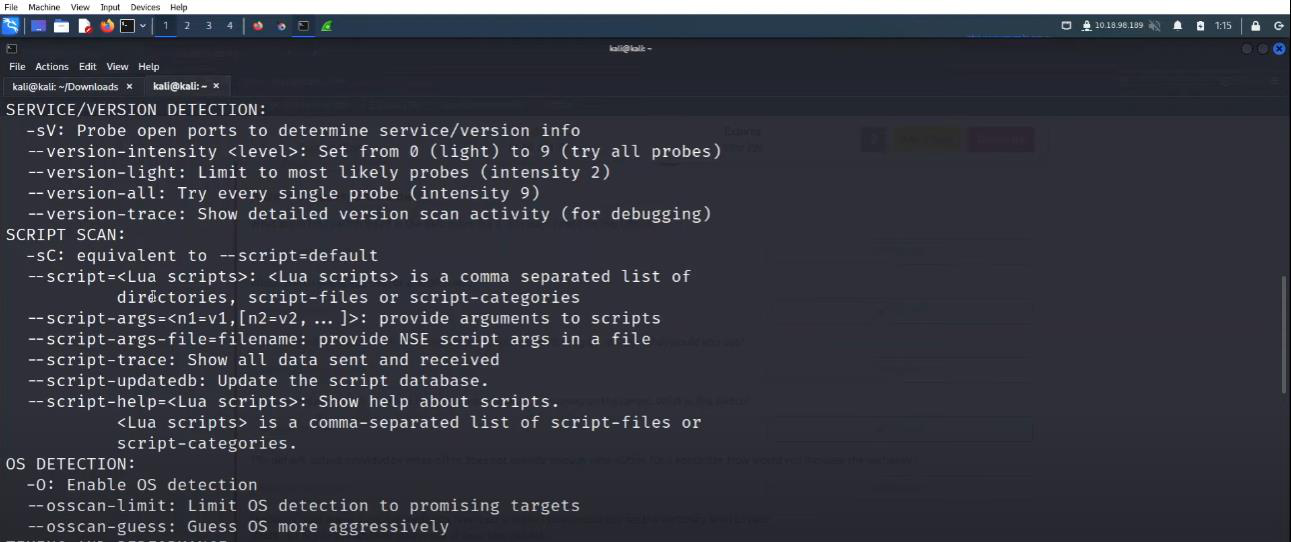 File Machine View Input Devices Help
1 2 3 4 10.18.98.189 1:15
kali@kali: ~
File Actions Edit View Help
kali@kali: ~/Downloads × kali@kali: ~ ×
SERVICE/VERSION DETECTION:
-sV: Probe open ports to determine service/version info
--version-intensity <level>: Set from 0 (light) to 9 (try all probes)
--version-light: Limit to most likely probes (intensity 2)
--version-all: Try every single probe (intensity 9)
--version-trace: Show detailed version scan activity (for debugging)
SCRIPT SCAN:
-sC: equivalent to --script=default
--script=<Lua scripts>: <Lua scripts> is a comma separated list of
directories, script-files or script-categories
--script-args=<n1=v1,[n2=v2,...]>: provide arguments to scripts
--script-args-file=filename: provide NSE script args in a file
--script-trace: Show all data sent and received
--script-updatedb: Update the script database.
--script-help=<Lua scripts>: Show help about scripts.
<Lua scripts> is a comma-separated list of script-files or
script-categories.
OS DETECTION:
-O: Enable OS detection
--osscan-limit: Limit OS detection to promising targets
--osscan-guess: Guess OS more aggressively